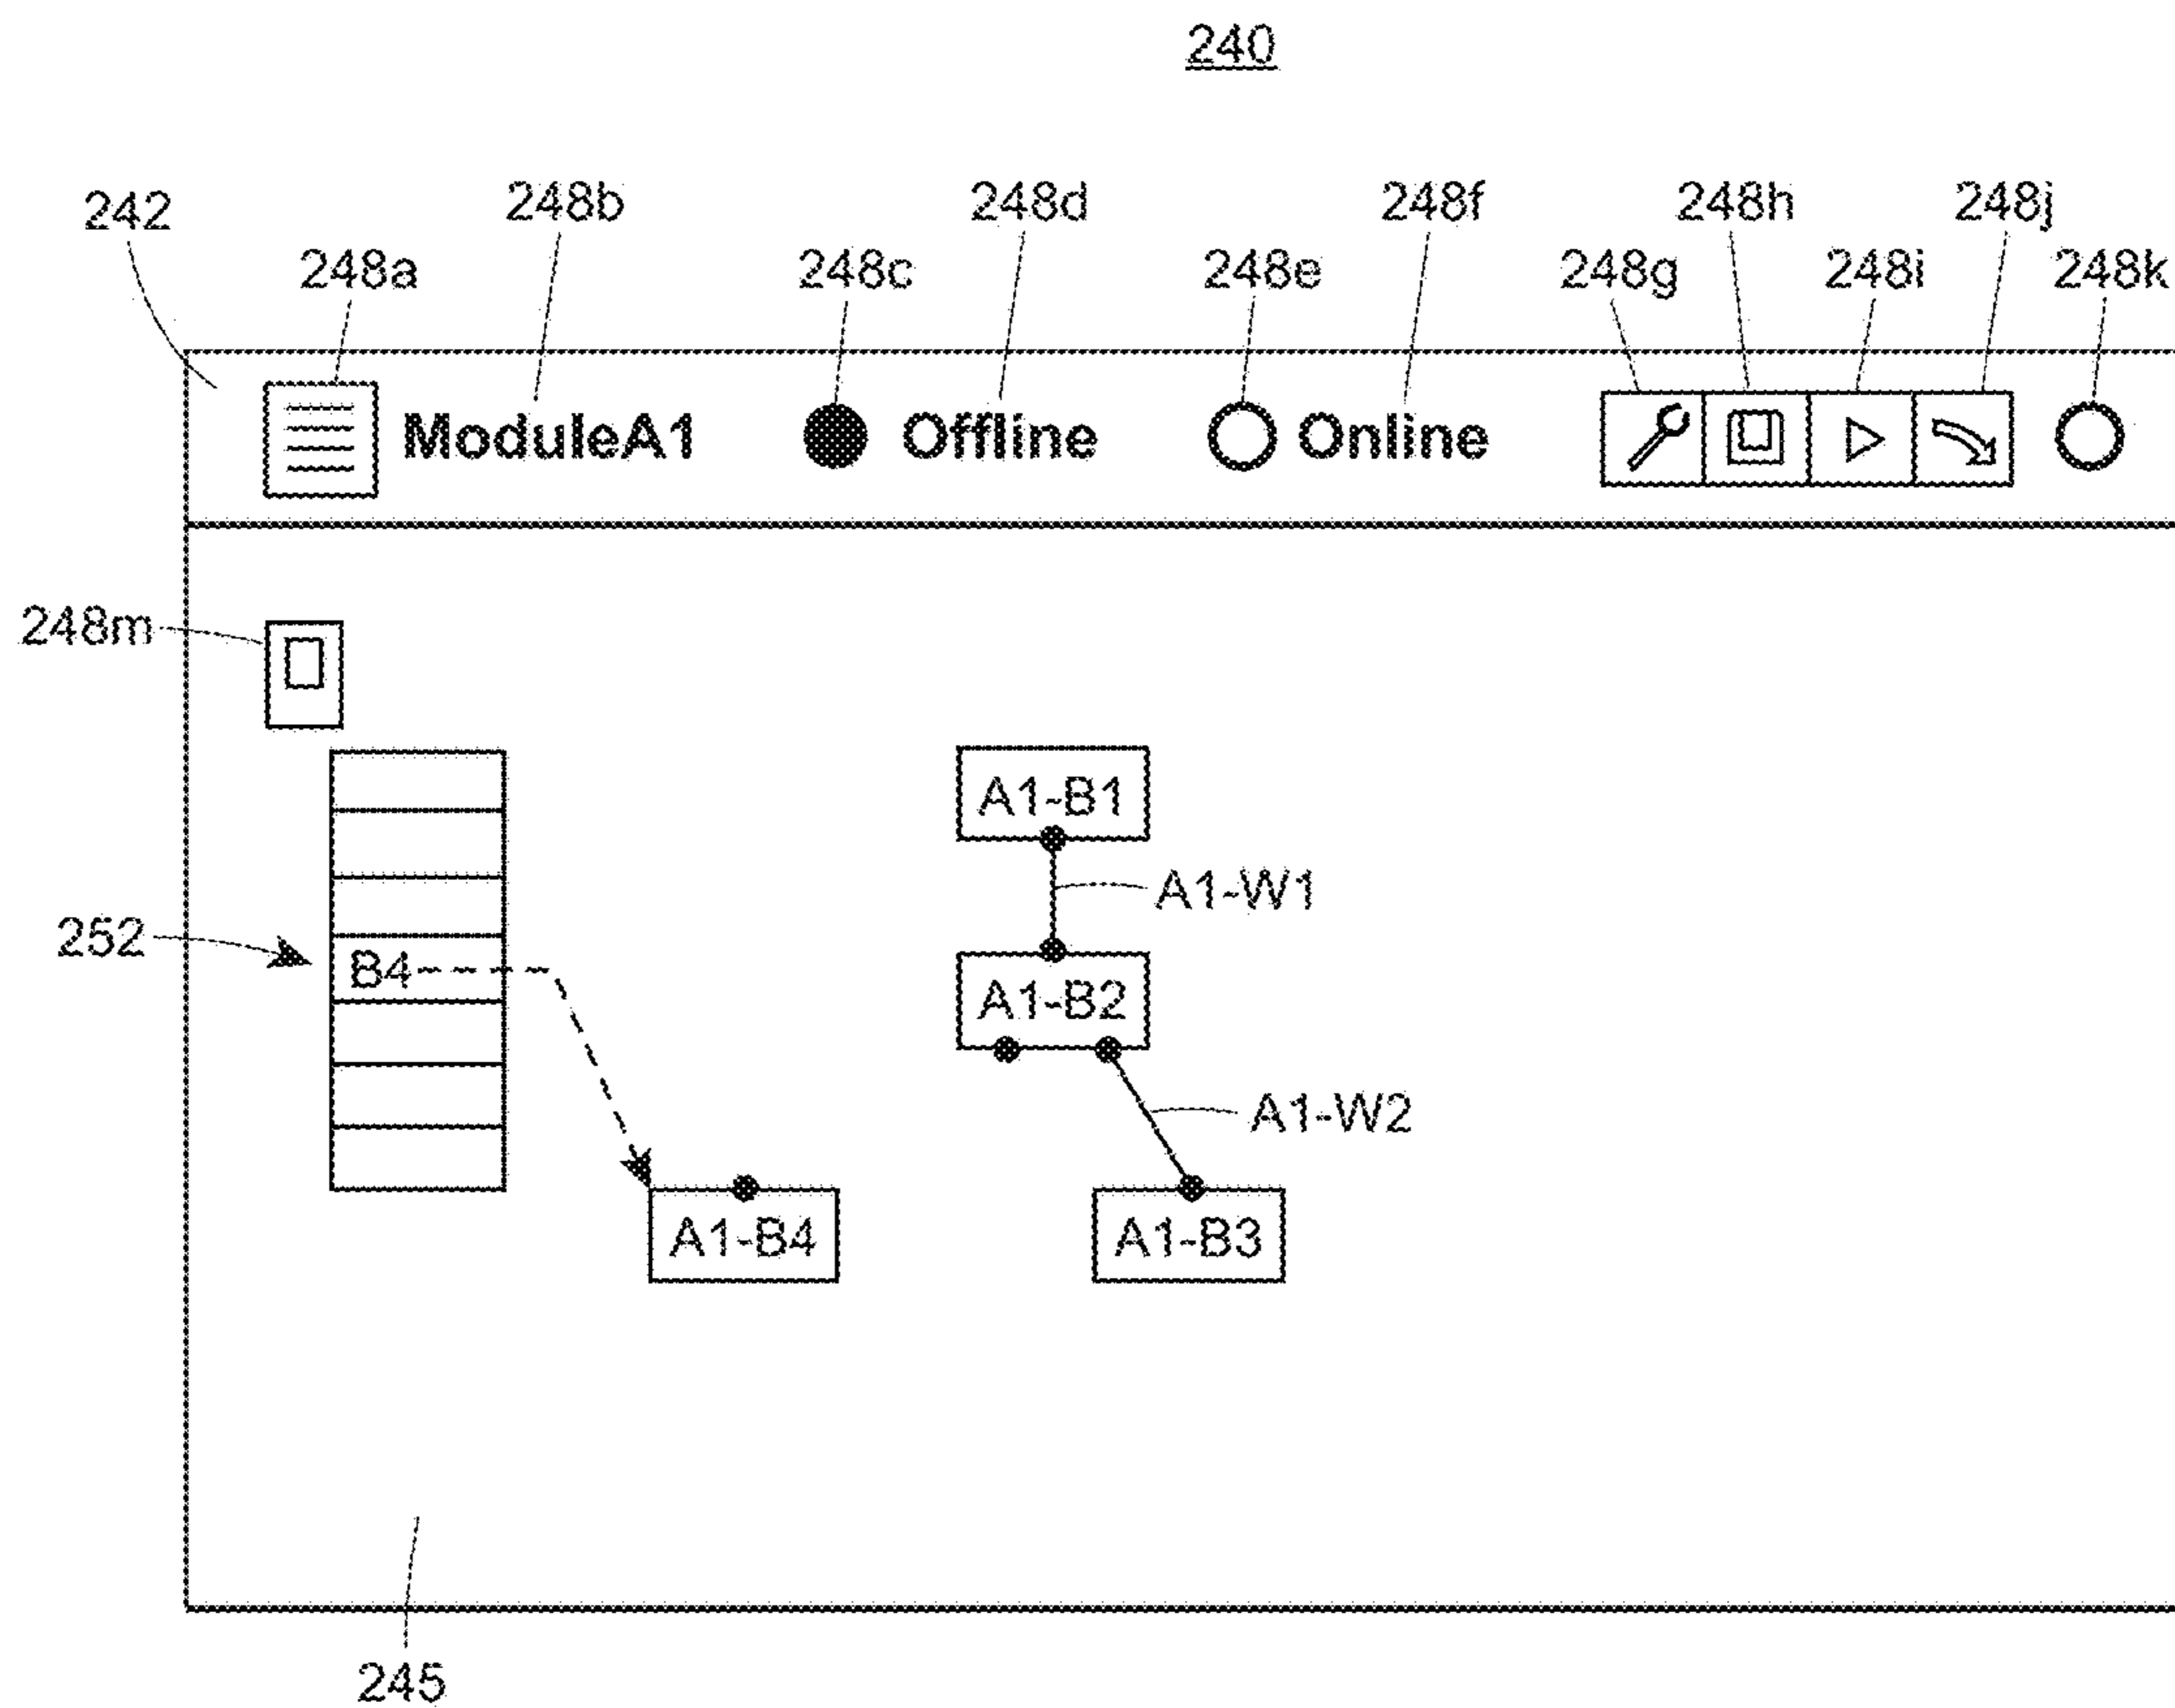 240
242 248b 248d 248f 248h 248j
248a 248c 248e 248g 248i 248k
ModuleA1 Offline Online
248m
A1-B1
A1-W1
252
B4
A1-B2
A1-W2
A1-B4 A1-B3
245